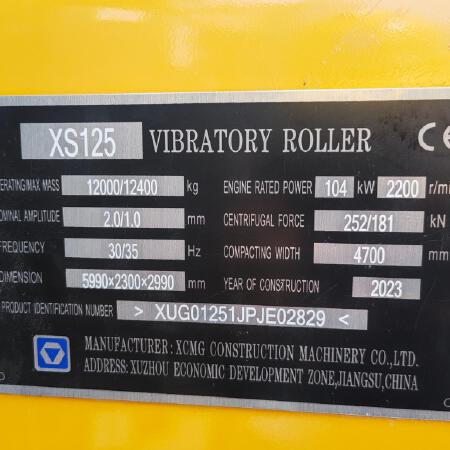 XS125 VIBRATORY ROLLER CE
ERATING/MAX MASS 12000/12400 kg ENGINE RATED POWER 104 kW 2200 r/mi
OMINAL AMPLITUDE 2.0/1.0 mm CENTRIFUGAL FORCE 252/181 kN
FREQUENCY 30/35 Hz COMPACTING WIDTH 4700 mm
DIMENSION 5990×2300×2990 mm YEAR OF CONSTRUCTION 2023
PRODUCT IDENTIFICATION NUMBER > XUG01251JPJE02829 <
MANUFACTURER: XCMG CONSTRUCTION MACHINERY CO.,LTD.
ADDRESS: XUZHOU ECONOMIC DEVELOPMENT ZONE,JIANGSU,CHINA